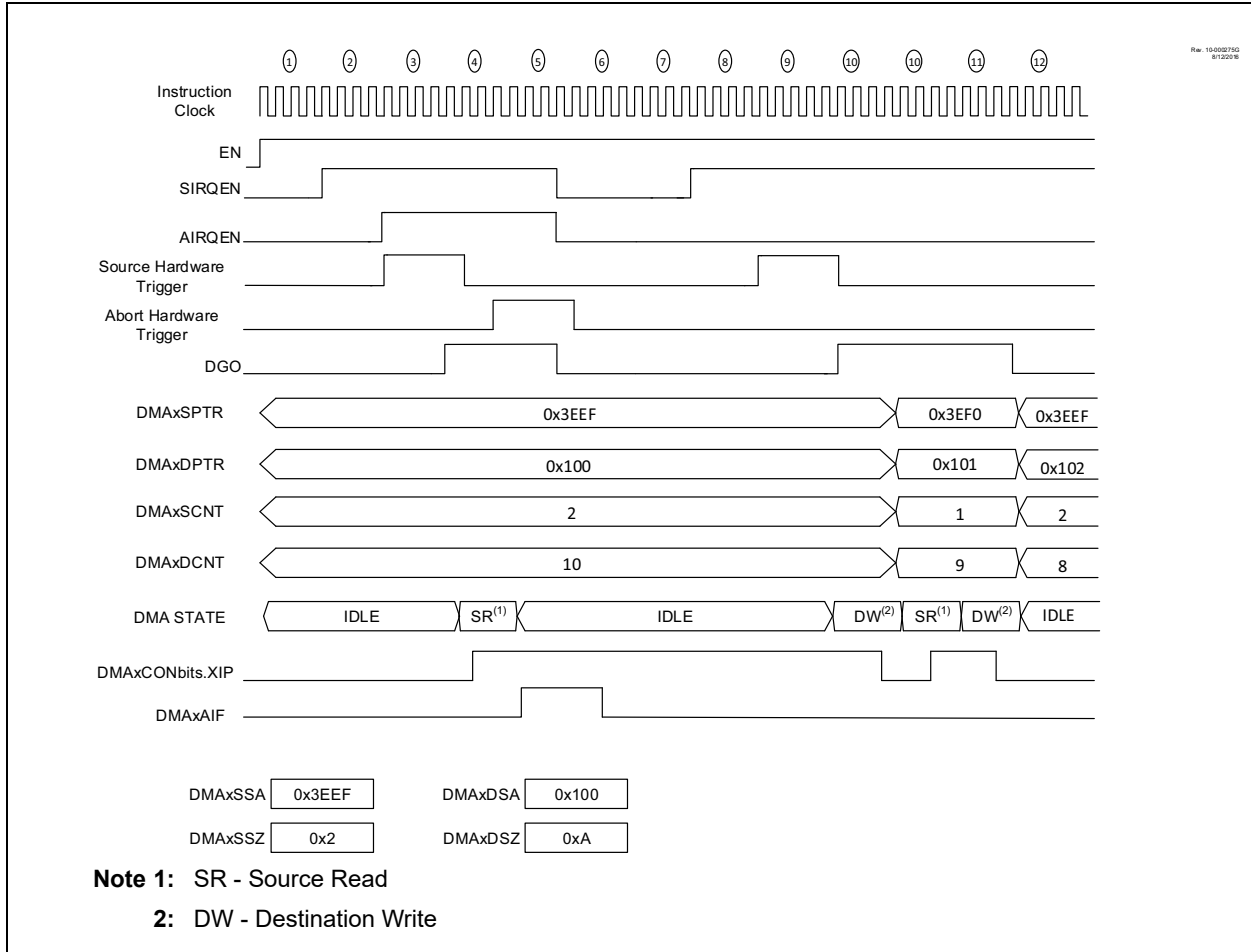 Rev. 10-000275G
8/12/2016
1 2 3 4 5 6 7 8 9 10 10 11 12
Instruction
Clock
EN
SIRQEN
AIRQEN
Source Hardware
Trigger
Abort Hardware
Trigger
DGO
DMAxSPTR 0x3EEF 0x3EF0 0x3EEF
DMAxDPTR 0x100 0x101 0x102
DMAxSCNT 2 1 2
DMAxDCNT 10 9 8
DMA STATE IDLE SR(1) IDLE DW(2) SR(1) DW(2) IDLE
DMAxCONbits.XIP
DMAxAIF
DMAxSSA 0x3EEF DMAxDSA 0x100
DMAxSSZ 0x2 DMAxDSZ 0xA
Note 1: SR - Source Read
2: DW - Destination Write